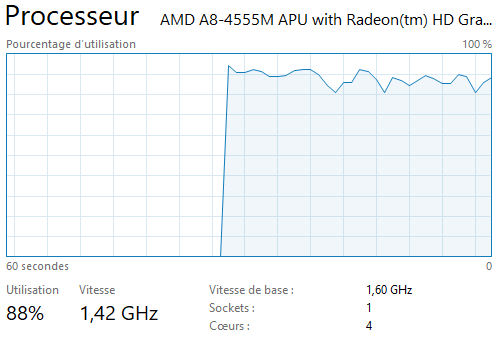 Processeur AMD A8-4555M APU with Radeon(tm) HD Gra...
Pourcentage d'utilisation 100 %
60 secondes 0
Utilisation Vitesse Vitesse de base : 1,60 GHz
88% 1,42 GHz Sockets : 1
Cœurs : 4